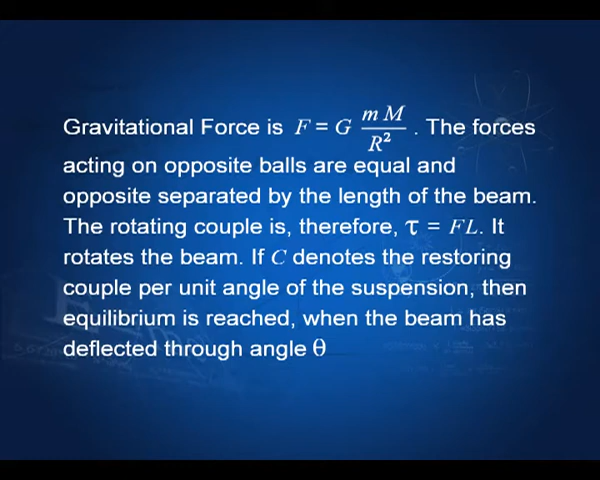 Gravitational Force is F = G mM/R² . The forces
acting on opposite balls are equal and
opposite separated by the length of the beam.
The rotating couple is, therefore, τ = FL. It
rotates the beam. If C denotes the restoring
couple per unit angle of the suspension, then
equilibrium is reached, when the beam has
deflected through angle θ